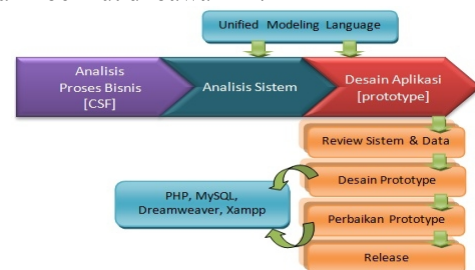 Unified Modeling Language
Analisis
Proses Bisnis
[CSF]
Analisis Sistem
Desain Aplikasi
[prototype]
Review Sistem & Data
Desain Prototype
PHP, MySQL,
Dreamweaver, Xampp
Perbaikan Prototype
Release